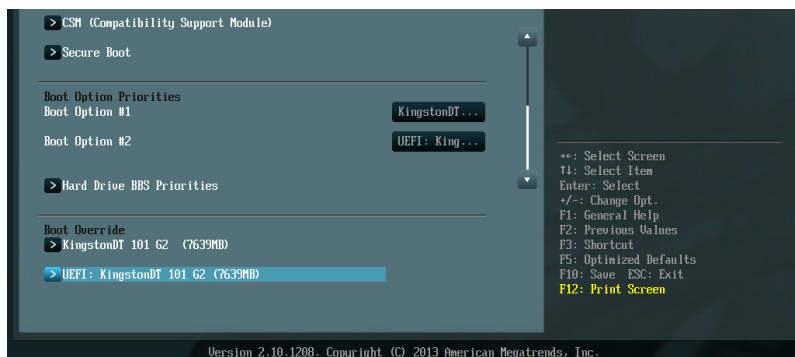 CSM (Compatibility Support Module)
Secure Boot
Boot Option Priorities
Boot Option #1 KingstonDT...
Boot Option #2 UEFI: King...
Hard Drive BBS Priorities
Boot Override
KingstonDT 101 G2 (7639MB)
UEFI: KingstonDT 101 G2 (7639MB)
→←: Select Screen
↑↓: Select Item
Enter: Select
+/-: Change Opt.
F1: General Help
F2: Previous Values
F3: Shortcut
F5: Optimized Defaults
F10: Save ESC: Exit
F12: Print Screen
Version 2.10.1208. Copyright (C) 2013 American Megatrends, Inc.